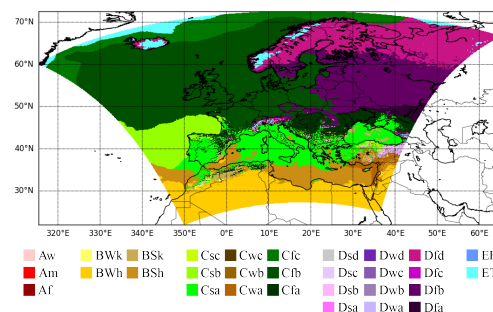 70°N
60°N
50°N
40°N
30°N
320°E 330°E 340°E 350°E 0°E 10°E 20°E 30°E 40°E 50°E 60°E
Aw BWk BSk Csc Cwc Cfc Dsd Dwd Dfd
Am BWh BSh Csb Cwb Cfb Dsc Dwc Dfc
Af Csa Cwa Cfa Dsb Dwb Dfb
Dsa Dwa Dfa